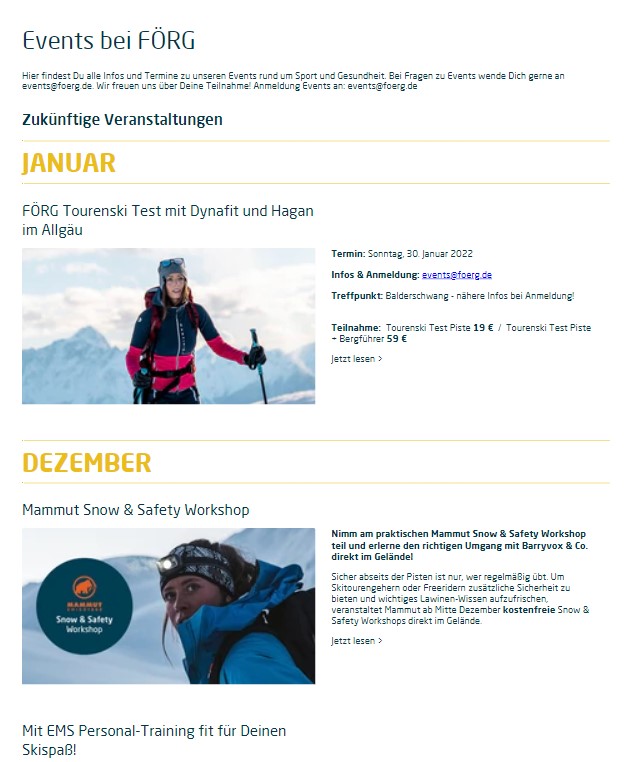 Events bei FÖRG
Hier findest Du alle Infos und Termine zu unseren Events rund um Sport und Gesundheit. Bei Fragen zu Events wende Dich gerne an
events@foerg.de. Wir freuen uns über Deine Teilnahme! Anmeldung Events an: events@foerg.de
Zukünftige Veranstaltungen
JANUAR
FÖRG Tourenski Test mit Dynafit und Hagan
im Allgäu
Termin: Sonntag, 30. Januar 2022
Infos & Anmeldung: events@foerg.de
Treffpunkt: Balderschwang - nähere Infos bei Anmeldung!
Teilnahme: Tourenski Test Piste 19 € / Tourenski Test Piste
+ Bergführer 59 €
Jetzt lesen >
DEZEMBER
Mammut Snow & Safety Workshop
MAMMUT
Snow & Safety
Workshop
Nimm am praktischen Mammut Snow & Safety Workshop
teil und erlerne den richtigen Umgang mit Barryvox & Co.
direkt im Gelände!
Sicher abseits der Pisten ist nur, wer regelmäßig übt. Um
Skitourengehern oder Freeridern zusätzliche Sicherheit zu
bieten und wichtiges Lawinen-Wissen aufzufrischen,
veranstaltet Mammut ab Mitte Dezember kostenfreie Snow &
Safety Workshops direkt im Gelände.
Jetzt lesen >
Mit EMS Personal-Training fit für Deinen
Skispaß!